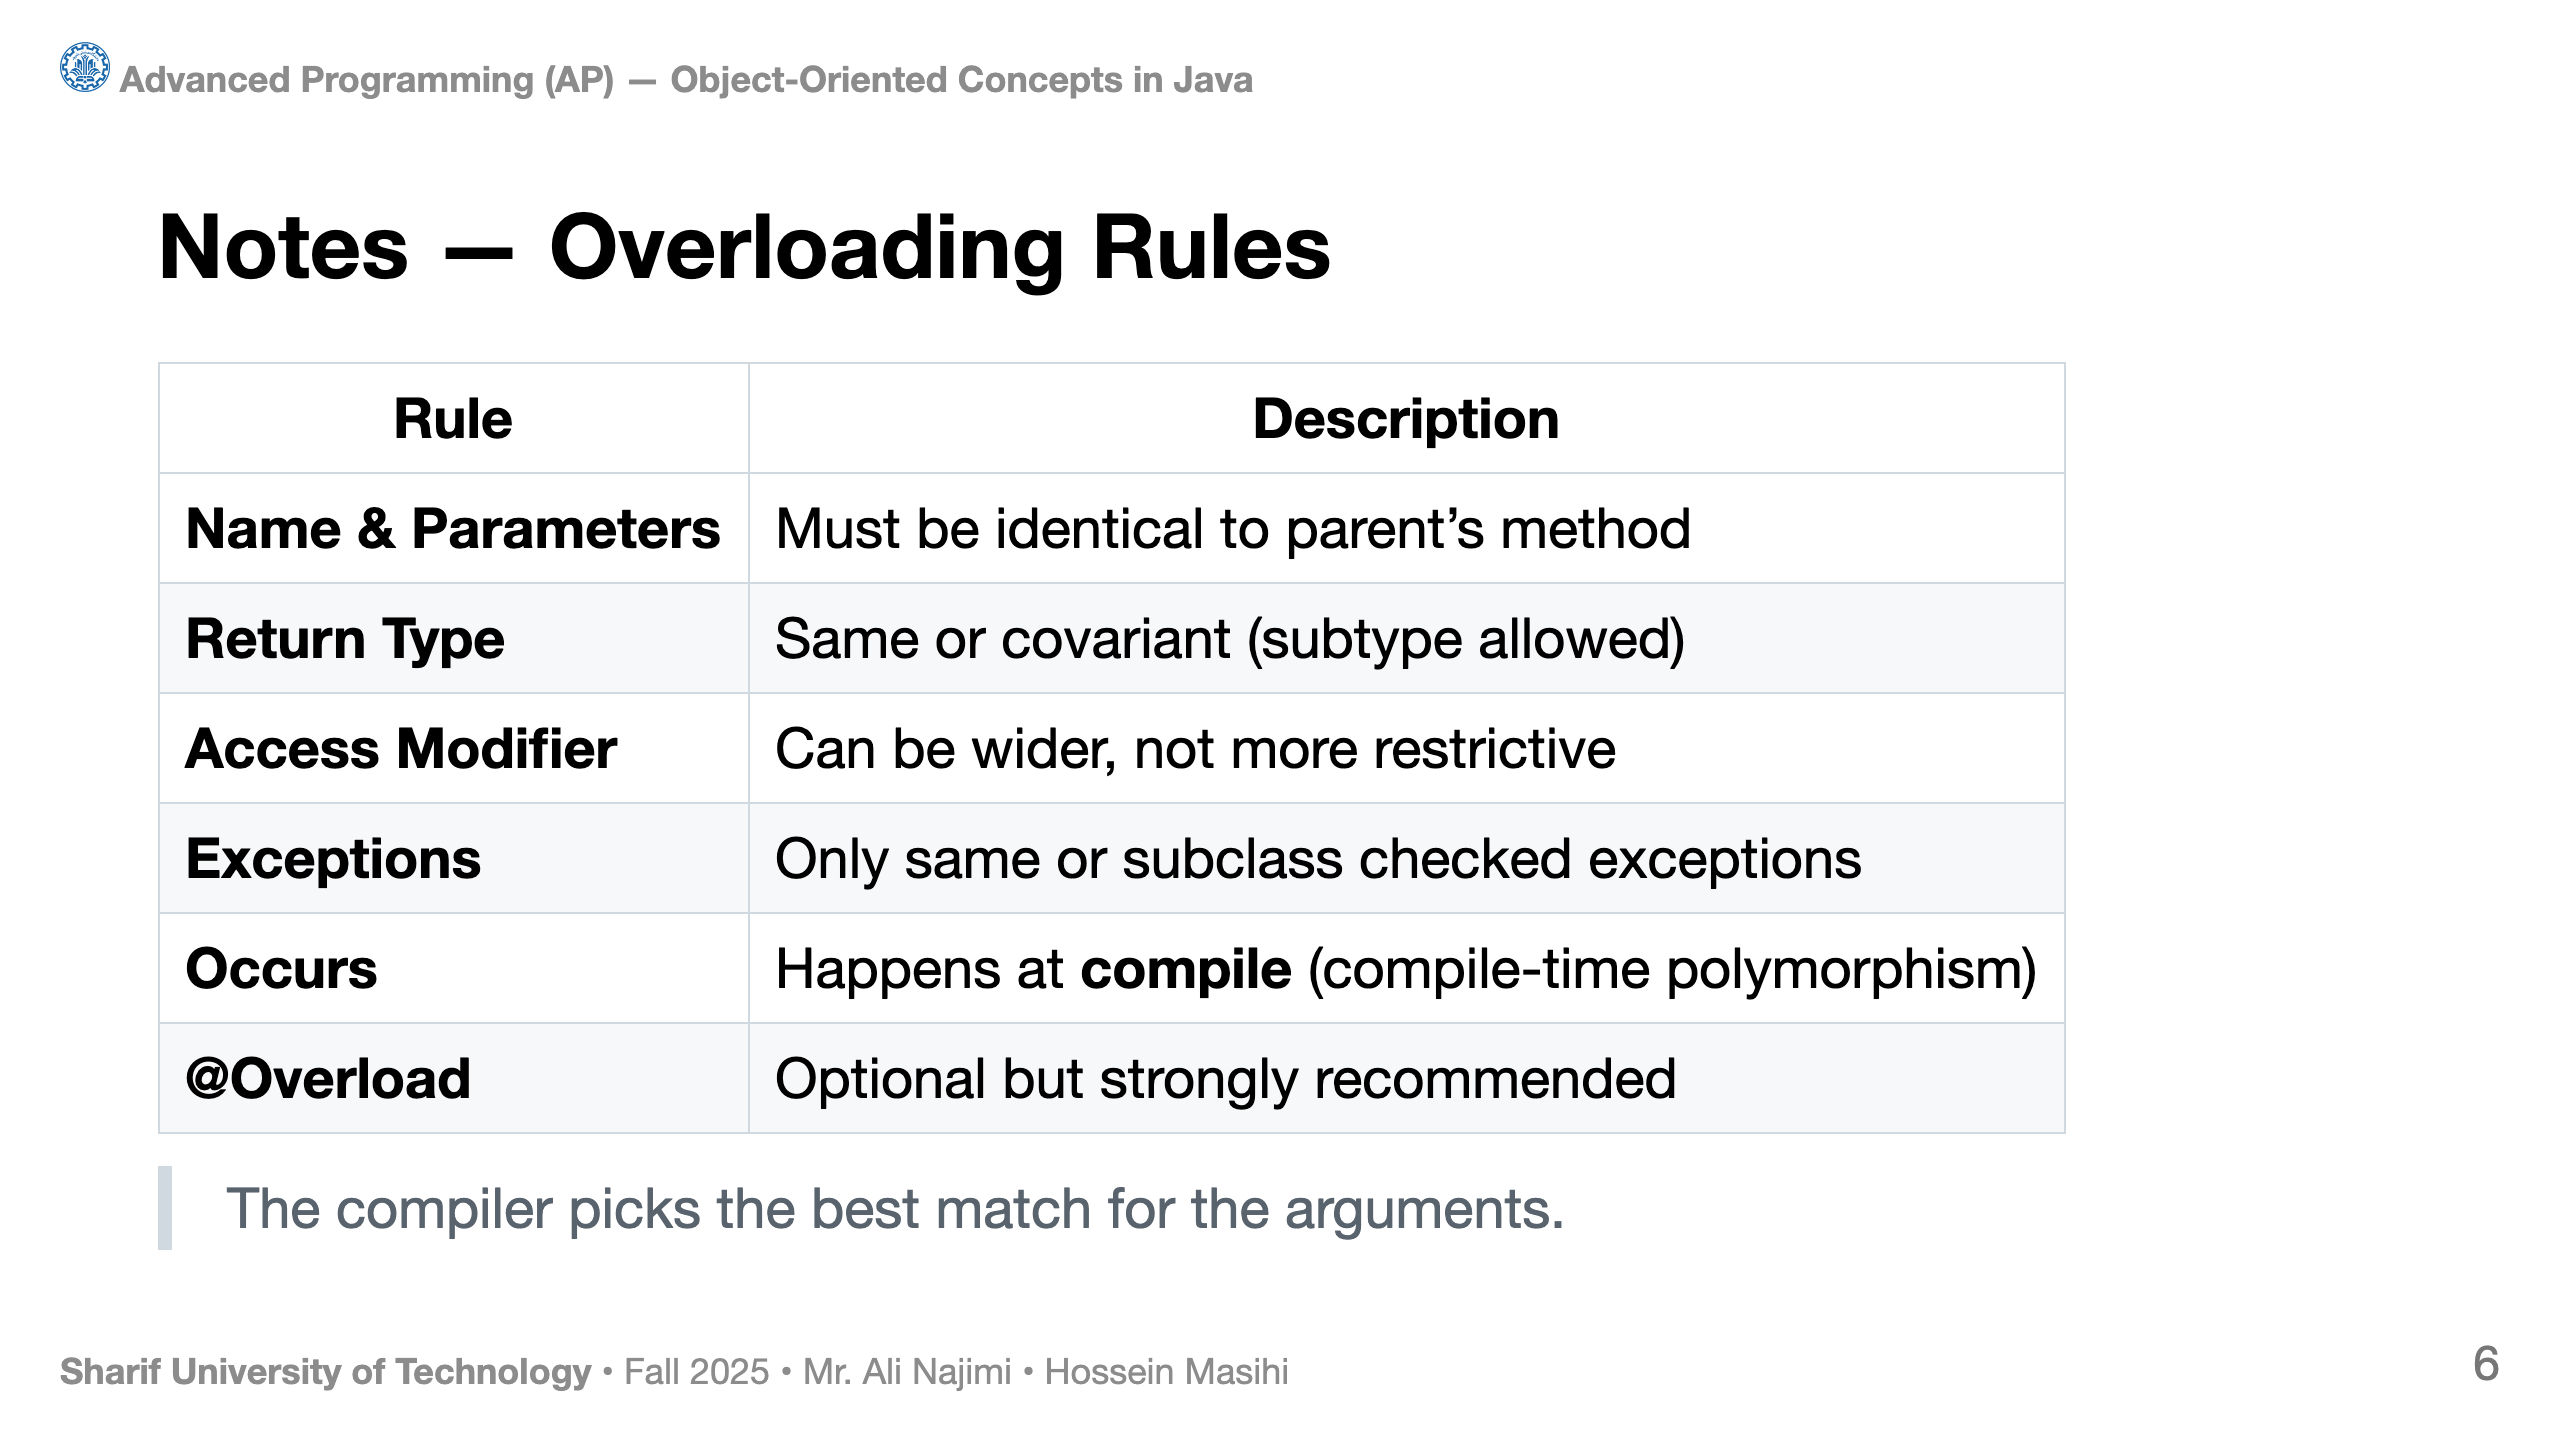 Advanced Programming (AP) — Object-Oriented Concepts in Java
Notes — Overloading Rules
Rule Description
Name & Parameters Must be identical to parent’s method
Return Type Same or covariant (subtype allowed)
Access Modifier Can be wider, not more restrictive
Exceptions Only same or subclass checked exceptions
Occurs Happens at compile (compile-time polymorphism)
@Overload Optional but strongly recommended
The compiler picks the best match for the arguments.
Sharif University of Technology • Fall 2025 • Mr. Ali Najimi • Hossein Masihi 6